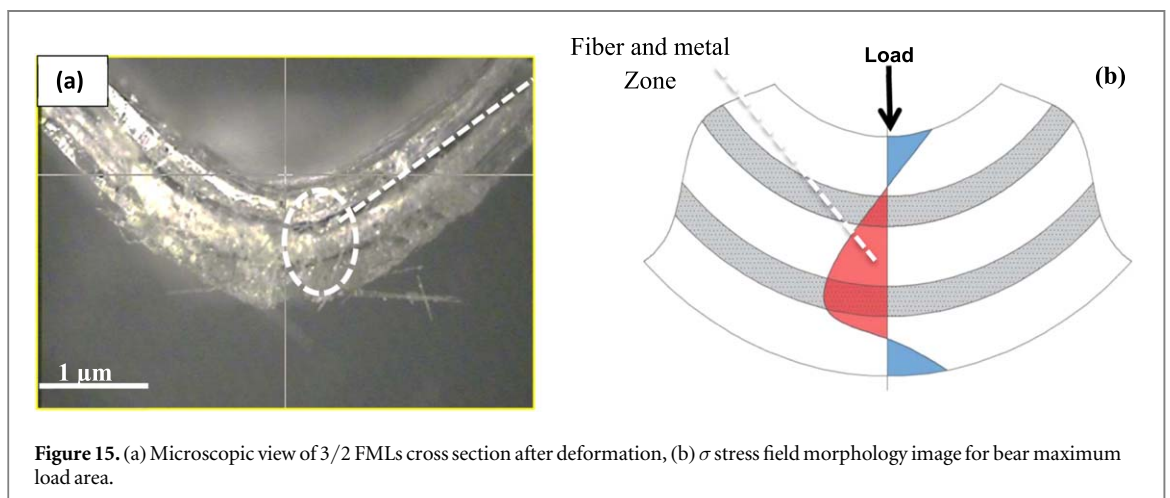 (a)
1 μm
Fiber and metal
Zone
Load
(b)
Figure 15. (a) Microscopic view of 3/2 FMLs cross section after deformation, (b) σ stress field morphology image for bear maximum
load area.